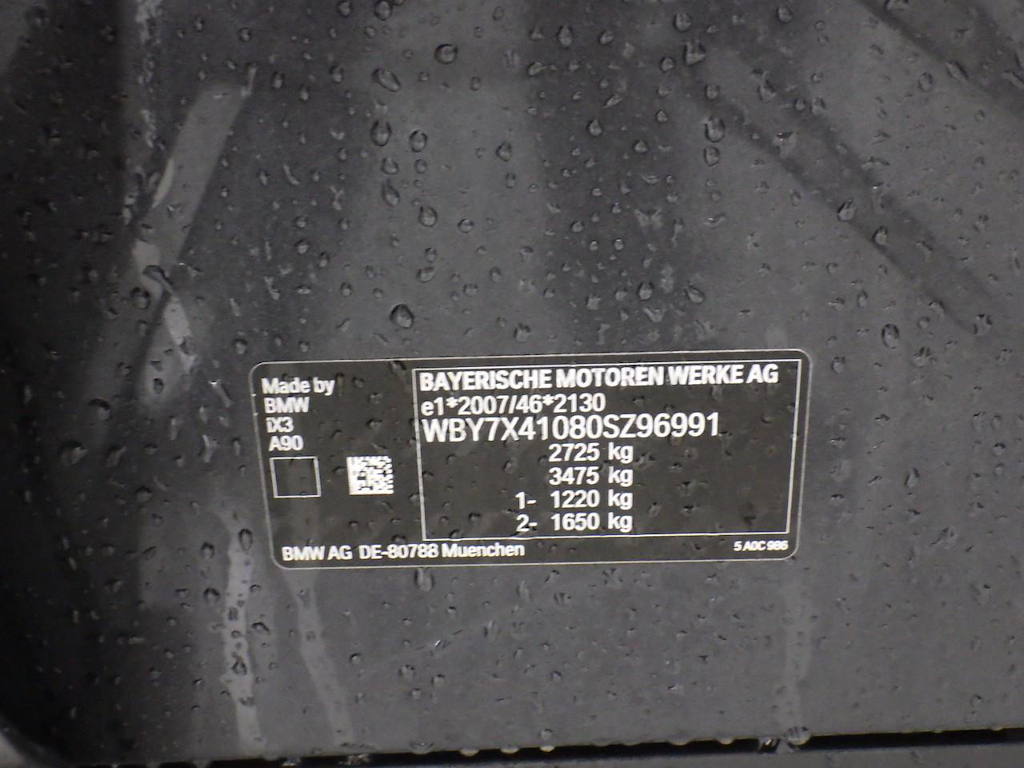 Made by
BMW
iX3
A90
BAYERISCHE MOTOREN WERKE AG
e1*2007/46*2130
WBY7X41080SZ96991
2725 kg
3475 kg
1- 1220 kg
2- 1650 kg
BMW AG DE-80788 Muenchen
5 A0C 986